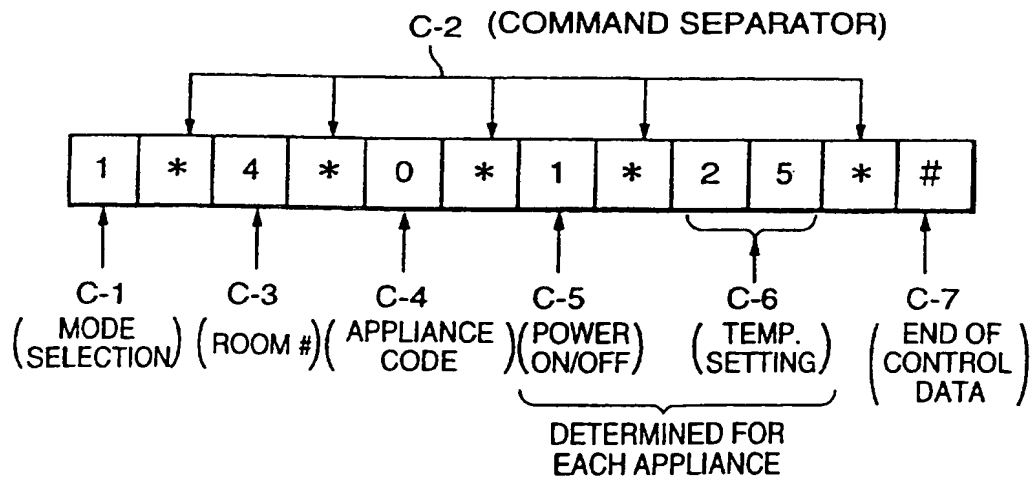 C-2 (COMMAND SEPARATOR)
1 * 4 * 0 * 1 * 2 5 * #
C-1 C-3 C-4 C-5 C-6 C-7
(MODE SELECTION) (ROOM #) (APPLIANCE CODE) (POWER ON/OFF) (TEMP. SETTING) (END OF CONTROL DATA)
DETERMINED FOR
EACH APPLIANCE